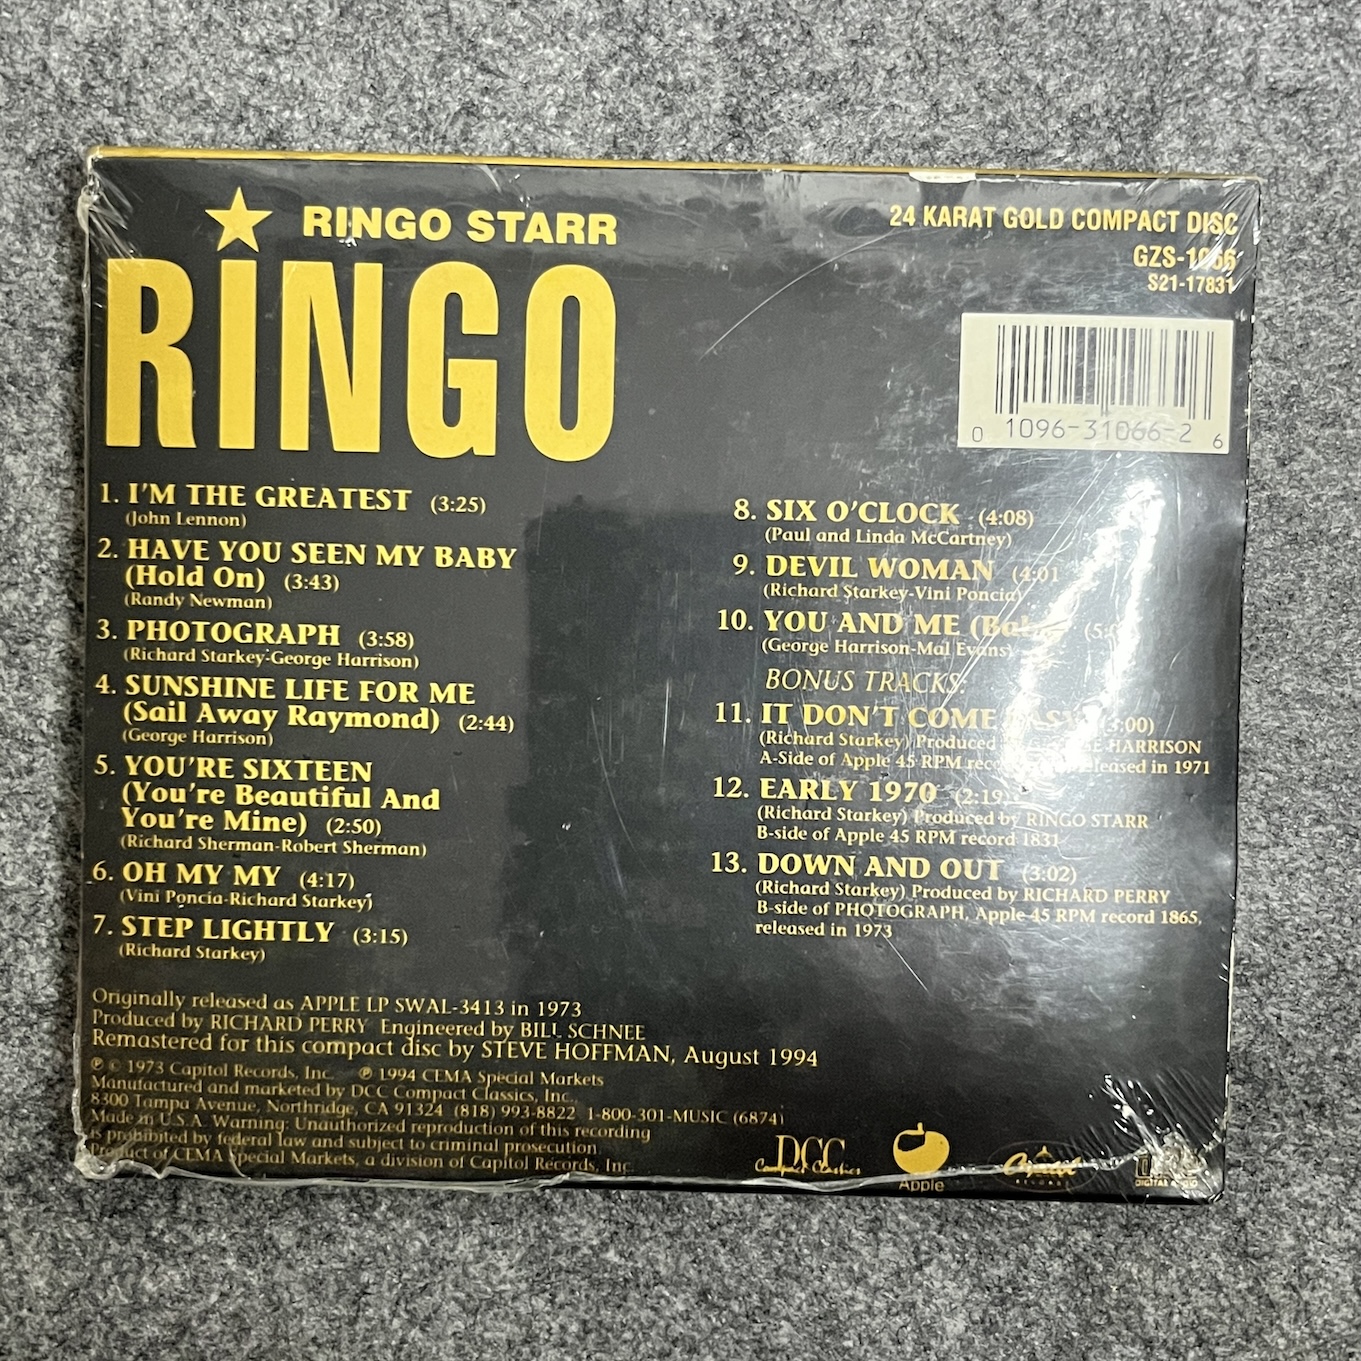 RINGO STARR
RINGO
24 KARAT GOLD COMPACT DISC
GZS-1066
S21-17831
0 1096-31066-2 6
1. I'M THE GREATEST (3:25)
(John Lennon)
2. HAVE YOU SEEN MY BABY
(Hold On) (3:43)
(Randy Newman)
3. PHOTOGRAPH (3:58)
(Richard Starkey-George Harrison)
4. SUNSHINE LIFE FOR ME
(Sail Away Raymond) (2:44)
(George Harrison)
5. YOU'RE SIXTEEN
(You're Beautiful And
You're Mine) (2:50)
(Richard Sherman-Robert Sherman)
6. OH MY MY (4:17)
(Vini Poncia-Richard Starkey)
7. STEP LIGHTLY (3:15)
(Richard Starkey)
8. SIX O'CLOCK (4:08)
(Paul and Linda McCartney)
9. DEVIL WOMAN (4:01
(Richard Starkey-Vini Poncia)
10. YOU AND ME
(George Harrison-Mal Evans)
BONUS TRACKS:
11. IT DON'T COME EASY (3:00)
(Richard Starkey) Produced HARRISON
A-Side of Apple 45 RPM released in 1971
12. EARLY 1970 (2:19)
(Richard Starkey) Produced by RINGO STARR
B-side of Apple 45 RPM record 1831
13. DOWN AND OUT (3:02)
(Richard Starkey) Produced by RICHARD PERRY
B-side of PHOTOGRAPH, Apple 45 RPM record 1865,
released in 1973
Originally released as APPLE LP SWAL-3413 in 1973
Produced by RICHARD PERRY Engineered by BILL SCHNEE
Remastered for this compact disc by STEVE HOFFMAN, August 1994
℗ © 1973 Capitol Records, Inc. ℗ 1994 CEMA Special Markets
Manufactured and marketed by DCC Compact Classics, Inc.,
8300 Tampa Avenue, Northridge, CA 91324 (818) 993-8822 1-800-301-MUSIC (6874)
Made in U.S.A. Warning: Unauthorized reproduction of this recording
is prohibited by federal law and subject to criminal prosecution.
Product of CEMA Special Markets, a division of Capitol Records, Inc.
DCC
Compact Classics
Apple
Capitol
RECORDS
DIGITAL AUDIO